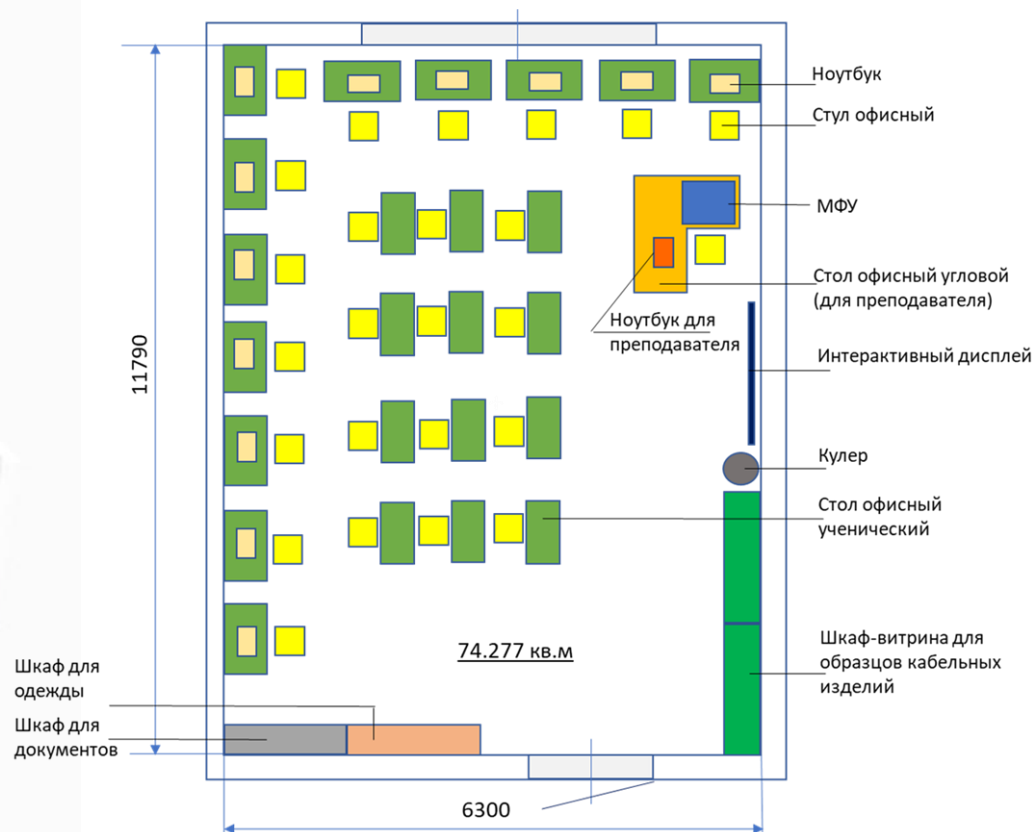 Ноутбук
Стул офисный
МФУ
Стол офисный угловой
(для преподавателя)
Ноутбук для
преподавателя
Интерактивный дисплей
11790
Кулер
Стол офисный
ученический
74.277 кв.м
Шкаф-витрина для
образцов кабельных
изделий
Шкаф для
одежды
Шкаф для
документов
6300